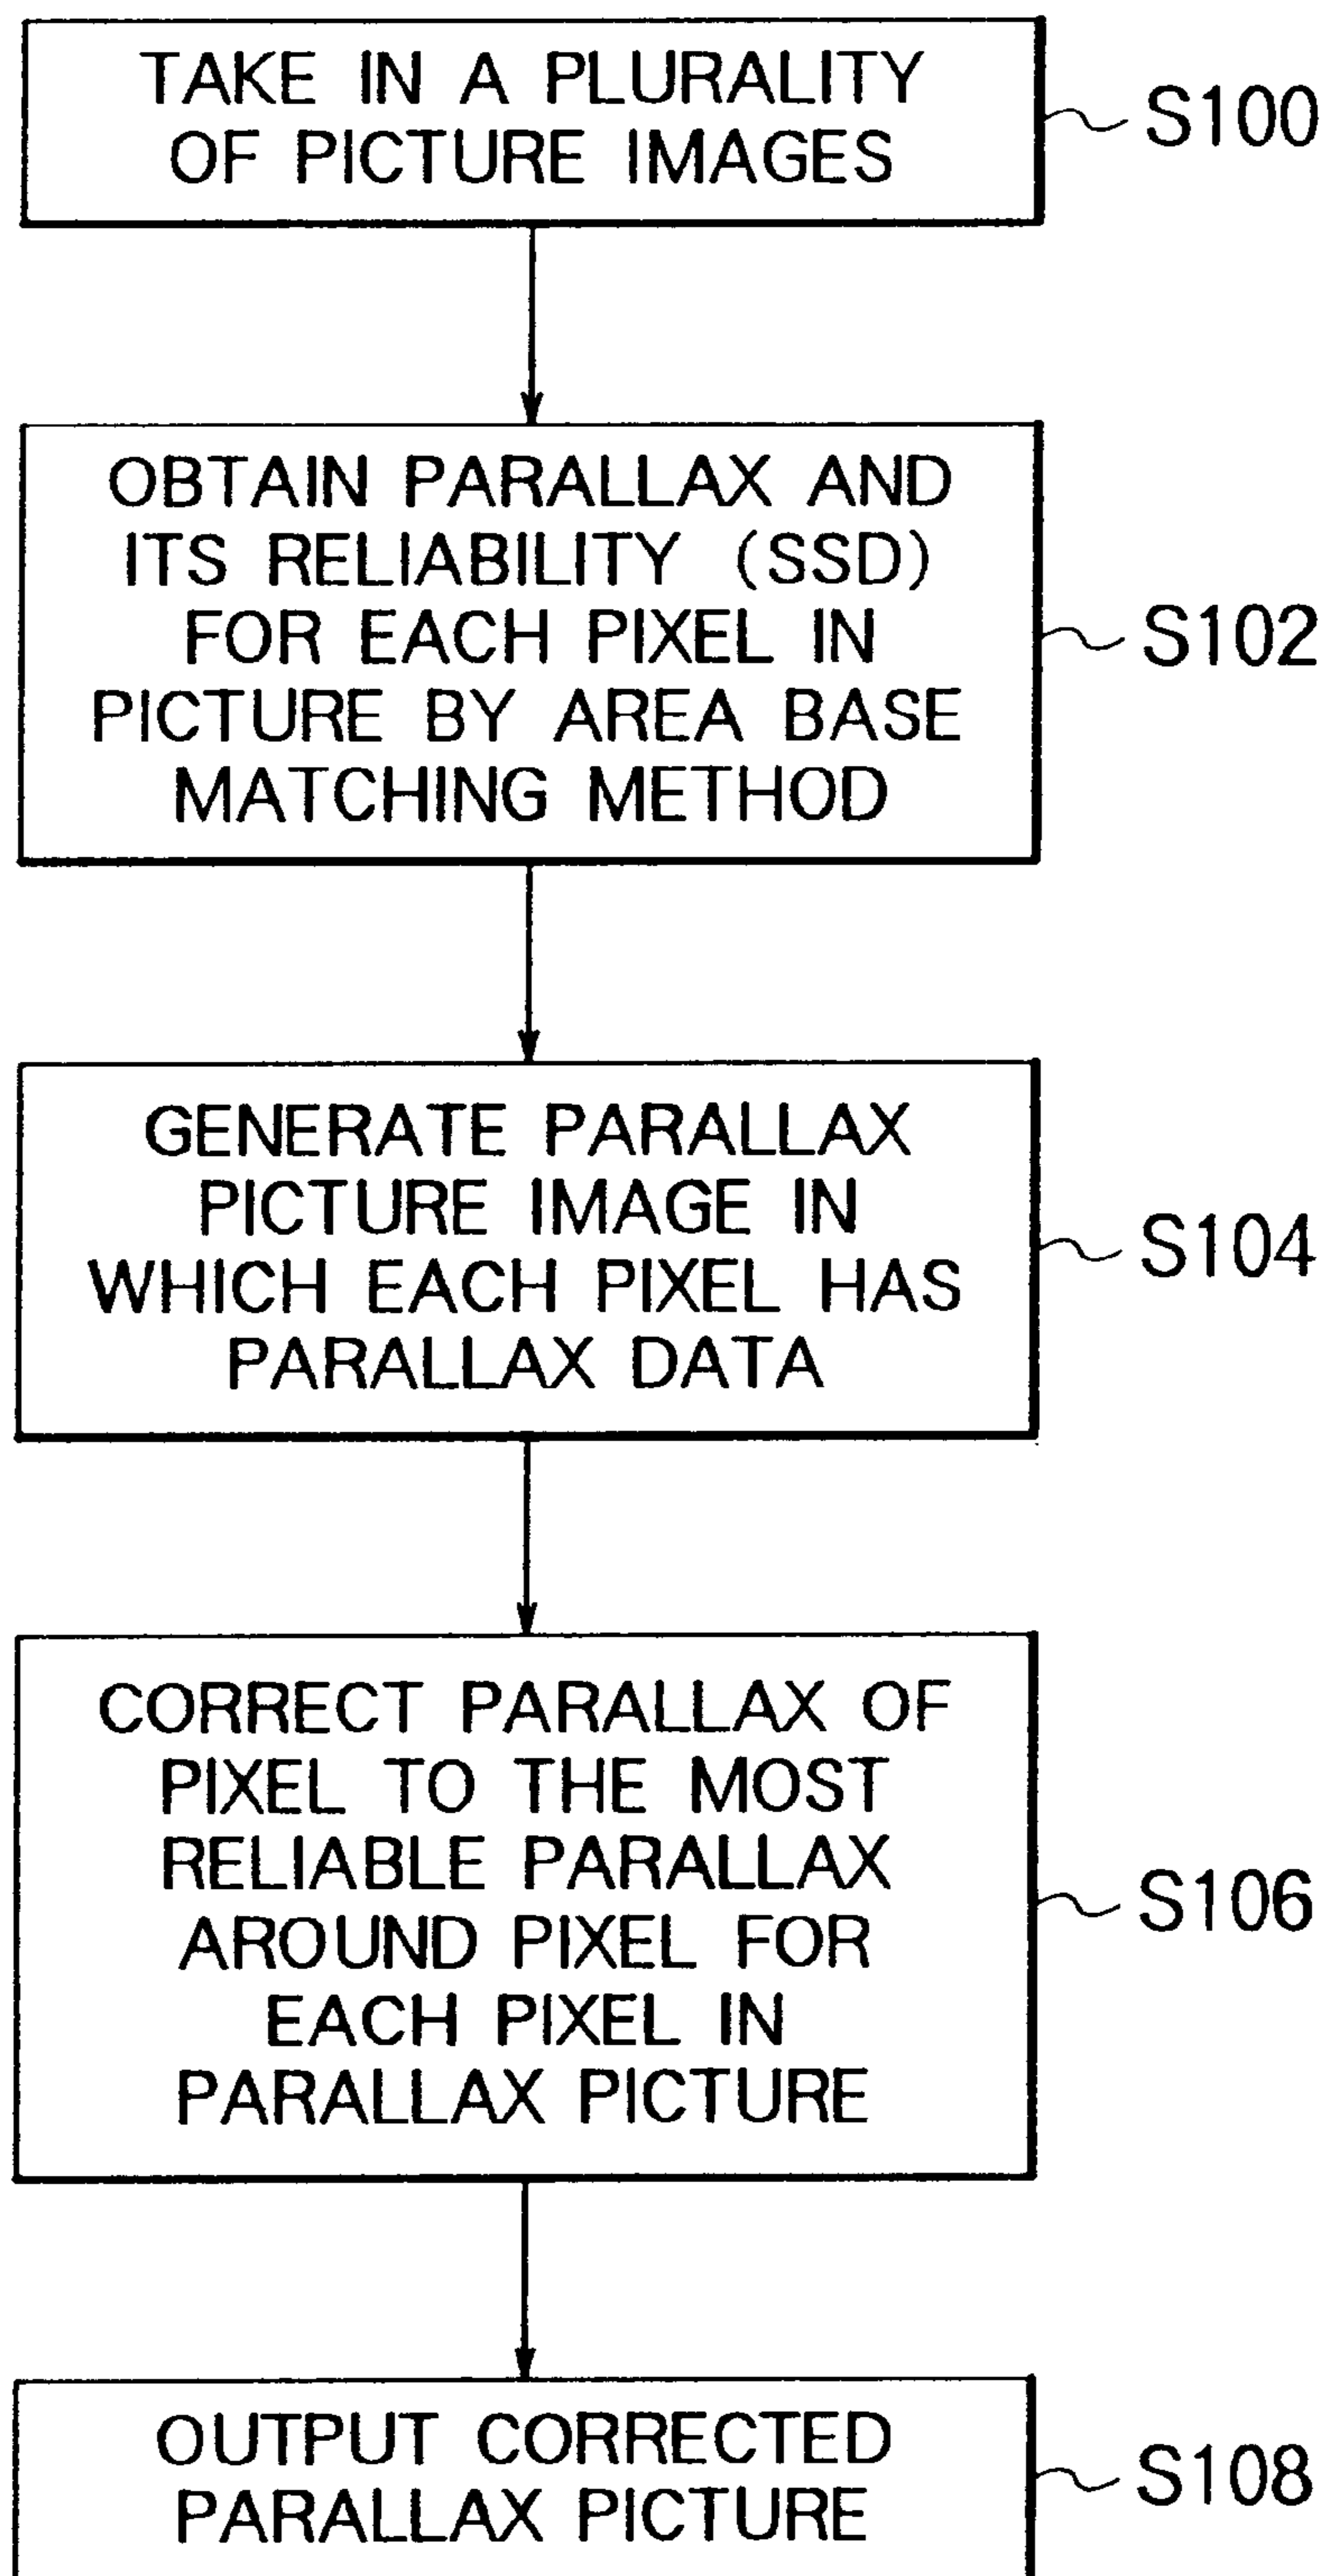 TAKE IN A PLURALITY
OF PICTURE IMAGES
S100
OBTAIN PARALLAX AND
ITS RELIABILITY (SSD)
FOR EACH PIXEL IN
PICTURE BY AREA BASE
MATCHING METHOD
S102
GENERATE PARALLAX
PICTURE IMAGE IN
WHICH EACH PIXEL HAS
PARALLAX DATA
S104
CORRECT PARALLAX OF
PIXEL TO THE MOST
RELIABLE PARALLAX
AROUND PIXEL FOR
EACH PIXEL IN
PARALLAX PICTURE
S106
OUTPUT CORRECTED
PARALLAX PICTURE
S108